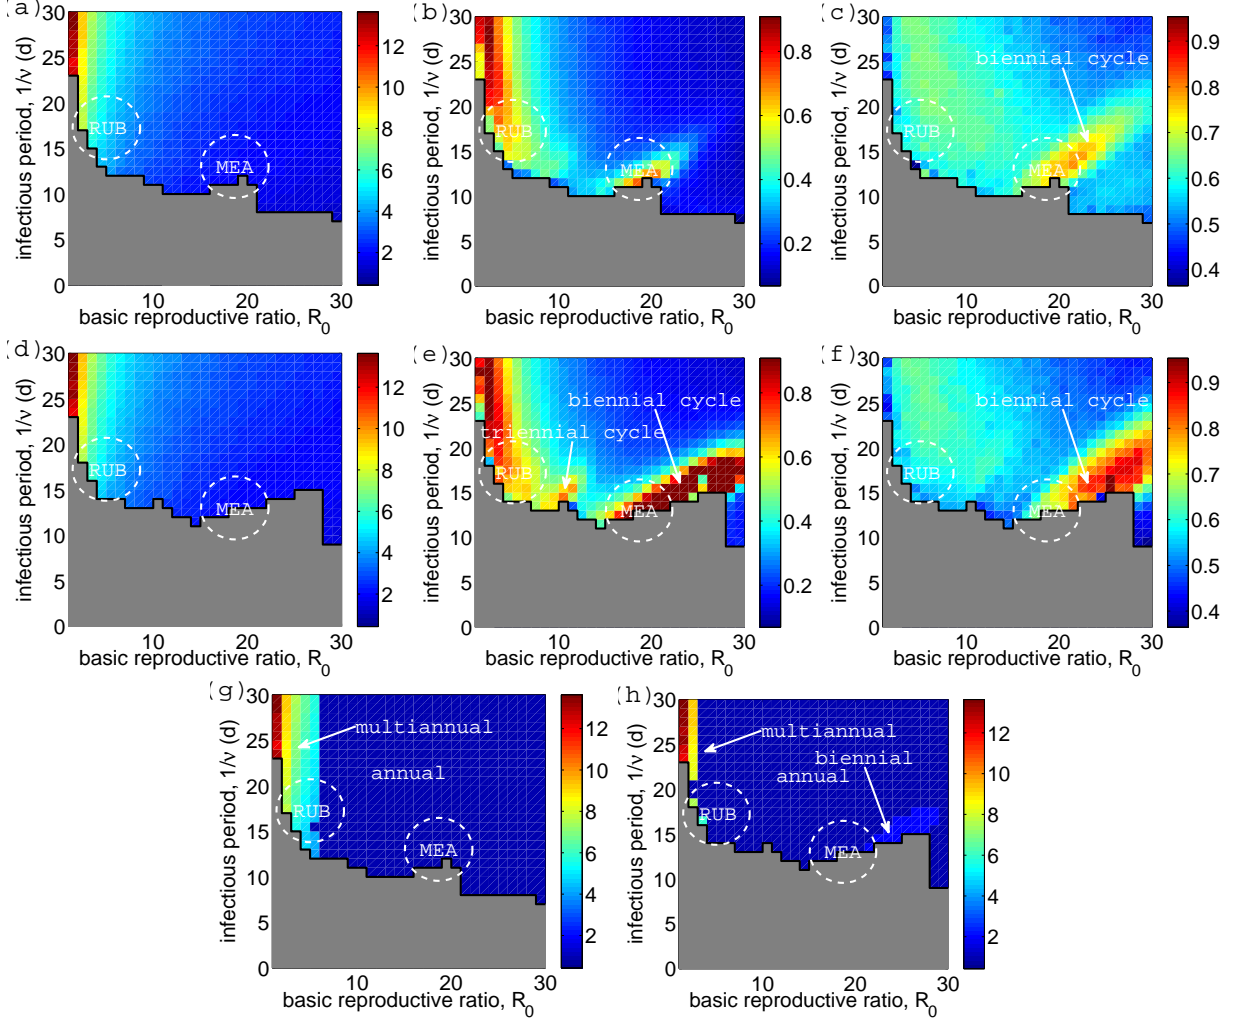 (a)
30
25
20
15
10
5
0
infectious period, 1/ν (d)
RUB
MEA
10 20 30
basic reproductive ratio, R0
12
10
8
6
4
2
(b)
30
25
20
15
10
5
0
infectious period, 1/ν (d)
RUB
MEA
10 20 30
basic reproductive ratio, R0
0.8
0.6
0.4
0.2
(c)
30
25
20
15
10
5
0
infectious period, 1/ν (d)
biennial cycle
RUB
MEA
10 20 30
basic reproductive ratio, R0
0.9
0.8
0.7
0.6
0.5
0.4
(d)
30
25
20
15
10
5
0
infectious period, 1/ν (d)
RUB
MEA
10 20 30
basic reproductive ratio, R0
12
10
8
6
4
2
(e)
30
25
20
15
10
5
0
infectious period, 1/ν (d)
biennial cycle
triennial cycle
RUB
MEA
10 20 30
basic reproductive ratio, R0
0.8
0.6
0.4
0.2
(f)
30
25
20
15
10
5
0
infectious period, 1/ν (d)
biennial cycle
RUB
MEA
10 20 30
basic reproductive ratio, R0
0.9
0.8
0.7
0.6
0.5
0.4
(g)
30
25
20
15
10
5
0
infectious period, 1/ν (d)
multiannual
annual
RUB
MEA
10 20 30
basic reproductive ratio, R0
12
10
8
6
4
2
(h)
30
25
20
15
10
5
0
infectious period, 1/ν (d)
multiannual
biennial
annual
RUB
MEA
10 20 30
basic reproductive ratio, R0
12
10
8
6
4
2